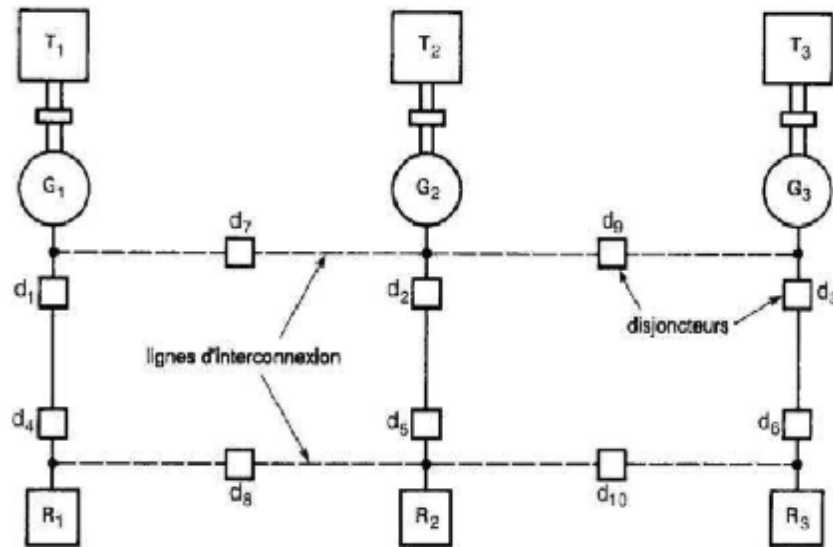 T₁ T₂ T₃
G₁ G₂ G₃
d₇ d₉
d₁ d₂ d₃
disjoncteurs
lignes d'interconnexion
d₄ d₅ d₆
d₈ d₁₀
R₁ R₂ R₃